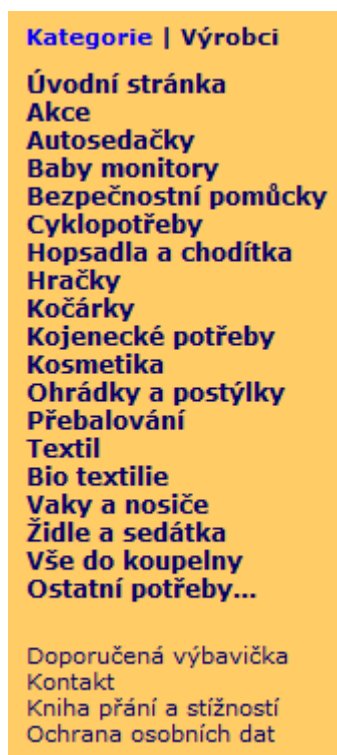 Kategorie | Výrobci
Úvodní stránka
Akce
Autosedačky
Baby monitory
Bezpečnostní pomůcky
Cyklopotřeby
Hopsadla a chodítka
Hračky
Kočárky
Kojenecké potřeby
Kosmetika
Ohrádky a postýlky
Přebalování
Textil
Bio textilie
Vaky a nosiče
Židle a sedátka
Vše do koupelny
Ostatní potřeby...
Doporučená výbavička
Kontakt
Kniha přání a stížností
Ochrana osobních dat